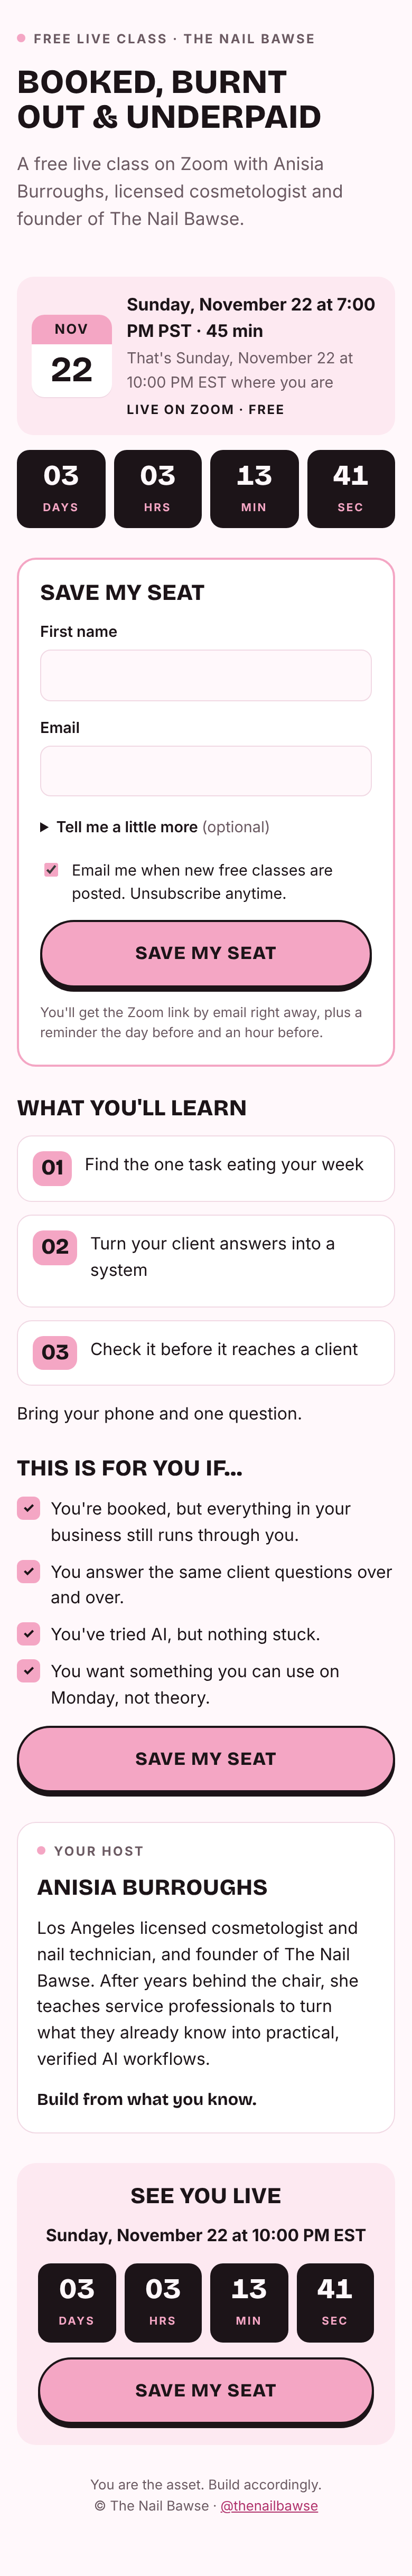 FREE LIVE CLASS · THE NAIL BAWSE
BOOKED, BURNT
OUT & UNDERPAID
A free live class on Zoom with Anisia
Burroughs, licensed cosmetologist and
founder of The Nail Bawse.
NOV
22
Sunday, November 22 at 7:00
PM PST · 45 min
That's Sunday, November 22 at
10:00 PM EST where you are
LIVE ON ZOOM · FREE
03 03 13 41
DAYS HRS MIN SEC
SAVE MY SEAT
First name
Email
Tell me a little more (optional)
Email me when new free classes are
posted. Unsubscribe anytime.
SAVE MY SEAT
You'll get the Zoom link by email right away, plus a
reminder the day before and an hour before.
WHAT YOU'LL LEARN
01 Find the one task eating your week
02 Turn your client answers into a
system
03 Check it before it reaches a client
Bring your phone and one question.
THIS IS FOR YOU IF...
You're booked, but everything in your
business still runs through you.
You answer the same client questions over
and over.
You've tried AI, but nothing stuck.
You want something you can use on
Monday, not theory.
SAVE MY SEAT
YOUR HOST
ANISIA BURROUGHS
Los Angeles licensed cosmetologist and
nail technician, and founder of The Nail
Bawse. After years behind the chair, she
teaches service professionals to turn
what they already know into practical,
verified AI workflows.
Build from what you know.
SEE YOU LIVE
Sunday, November 22 at 10:00 PM EST
03 03 13 41
DAYS HRS MIN SEC
SAVE MY SEAT
You are the asset. Build accordingly.
© The Nail Bawse · @thenailbawse